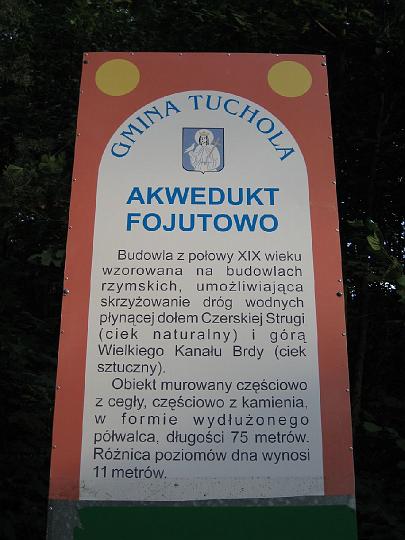 GMINA TUCHOLA
AKWEDUKT
FOJUTOWO
Budowla z połowy XIX wieku
wzorowana na budowlach
rzymskich, umożliwiająca
skrzyżowanie dróg wodnych
płynącej dołem Czerskiej Strugi
(ciek naturalny) i górą
Wielkiego Kanału Brdy (ciek
sztuczny).
Obiekt murowany częściowo
z cegły, częściowo z kamienia,
w formie wydłużonego
półwalca, długości 75 metrów.
Różnica poziomów dna wynosi
11 metrów.